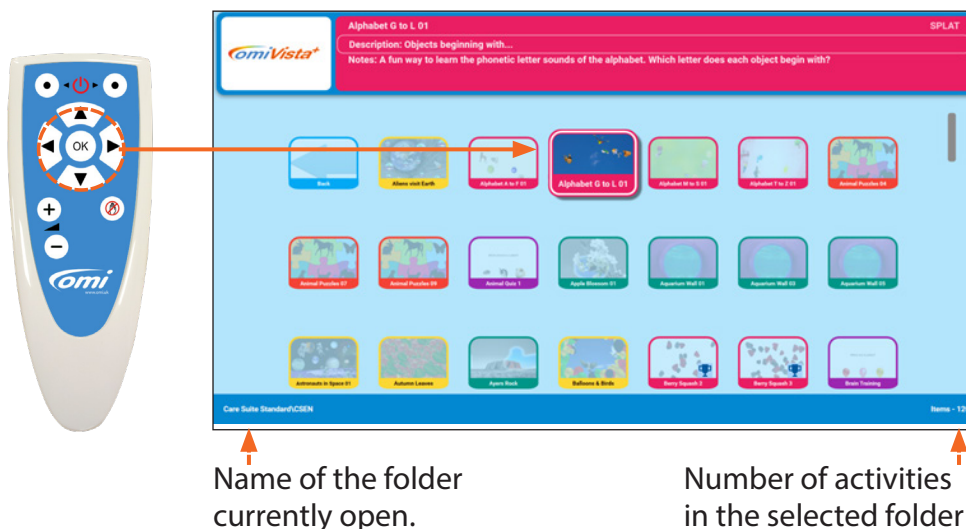 Alphabet G to L 01 SPLAT
Description: Objects beginning with...
Notes: A fun way to learn the phonetic letter sounds of the alphabet. Which letter does each object begin with?
omiVista+
OK
Back
Aliens visit Earth
Alphabet A to F 01
Alphabet G to L 01
Alphabet M to S 01
Alphabet T to Z 01
Animal Puzzles 04
+
−
omi
Animal Puzzles 07
Animal Puzzles 09
Animal Quiz 1
Apple Blossom 01
Aquarium Wall 01
Aquarium Wall 03
Aquarium Wall 05
Astronauts in Space 01
Autumn Leaves
Ayers Rock
Balloons & Birds
Berry Squash 2
Berry Squash 3
Brain Training
Care Suite Standard\CSEN
Items - 12
Name of the folder
currently open.
Number of activities
in the selected folder